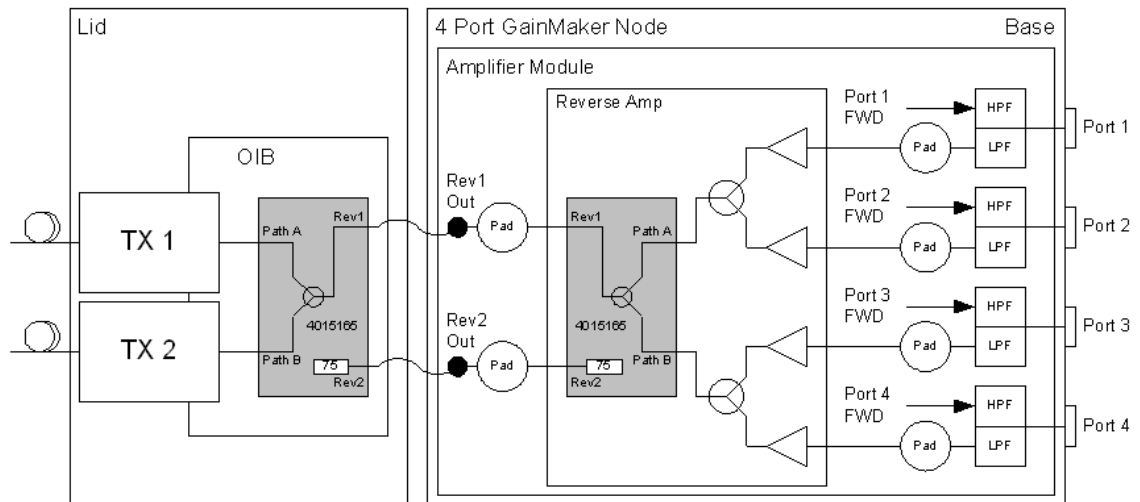 Lid
4 Port GainMaker Node
Base
Amplifier Module
Reverse Amp
OIB
TX 1
TX 2
Path A
Rev1
4015165
75
Path B
Rev2
Rev1
Out
Pad
Rev2
Out
Pad
Rev1
Path A
4015165
75
Path B
Rev2
Port 1
FWD
HPF
Pad
LPF
Port 1
Port 2
FWD
HPF
Pad
LPF
Port 2
Port 3
FWD
HPF
Pad
LPF
Port 3
Port 4
FWD
HPF
Pad
LPF
Port 4